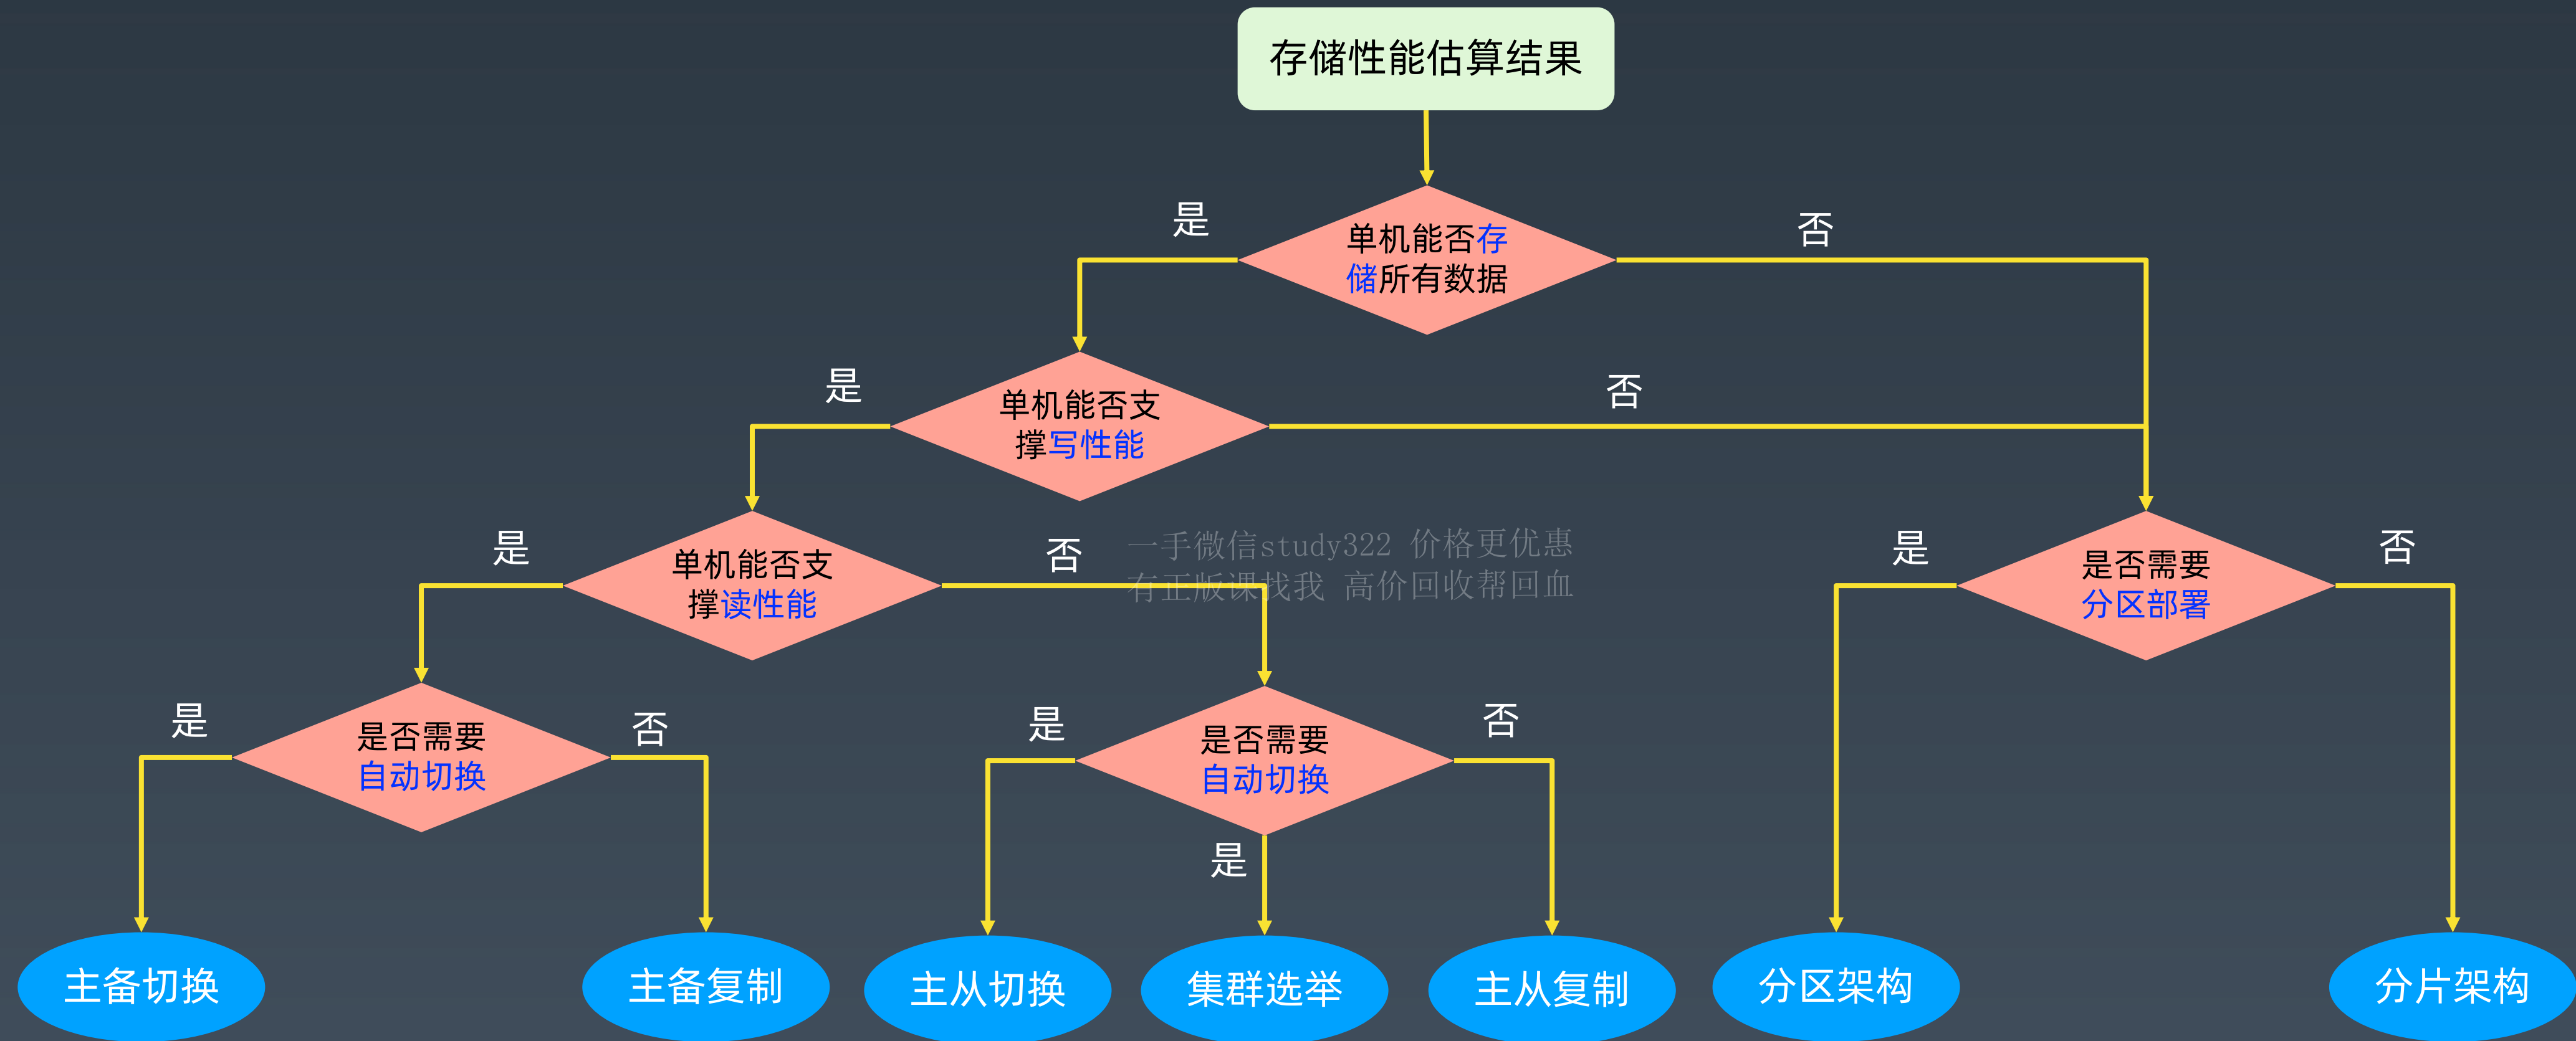 存储性能估算结果
是
否
单机能否存
储所有数据
是
否
单机能否支
撑写性能
一手微信study322 价格更优惠
有正版课找我 高价回收帮回血
是
否
单机能否支
撑读性能
是
否
是否需要
分区部署
是
否
是否需要
自动切换
是
否
是否需要
自动切换
是
主备切换
主备复制
主从切换
集群选举
主从复制
分区架构
分片架构